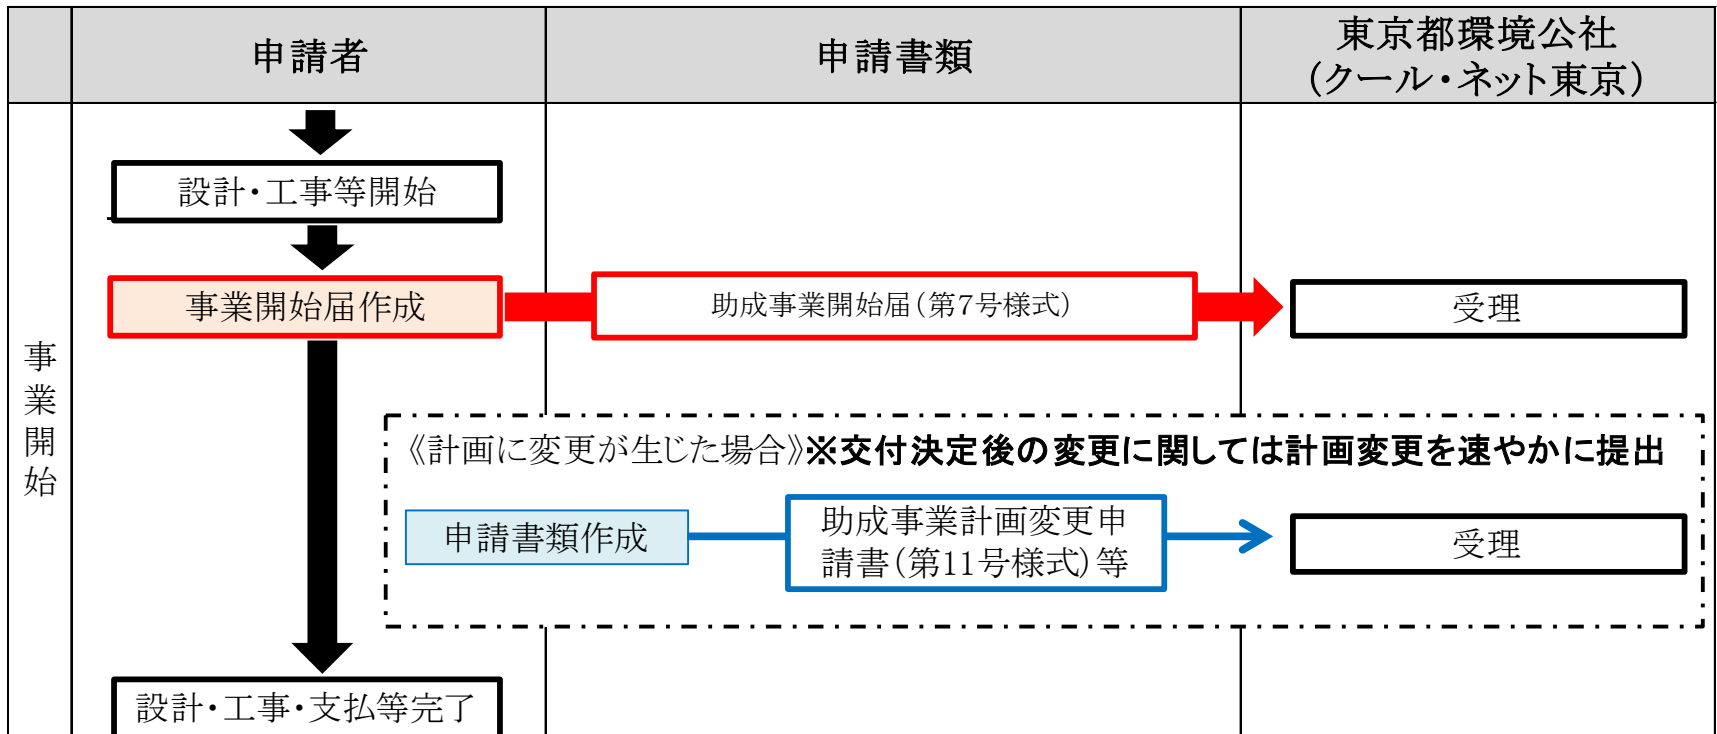 申請者
申請書類
東京都環境公社
(クール・ネット東京)
事業開始
設計・工事等開始
事業開始届作成
助成事業開始届(第7号様式)
受理
《計画に変更が生じた場合》※交付決定後の変更に関しては計画変更を速やかに提出
申請書類作成
助成事業計画変更申
請書(第11号様式)等
受理
設計・工事・支払等完了